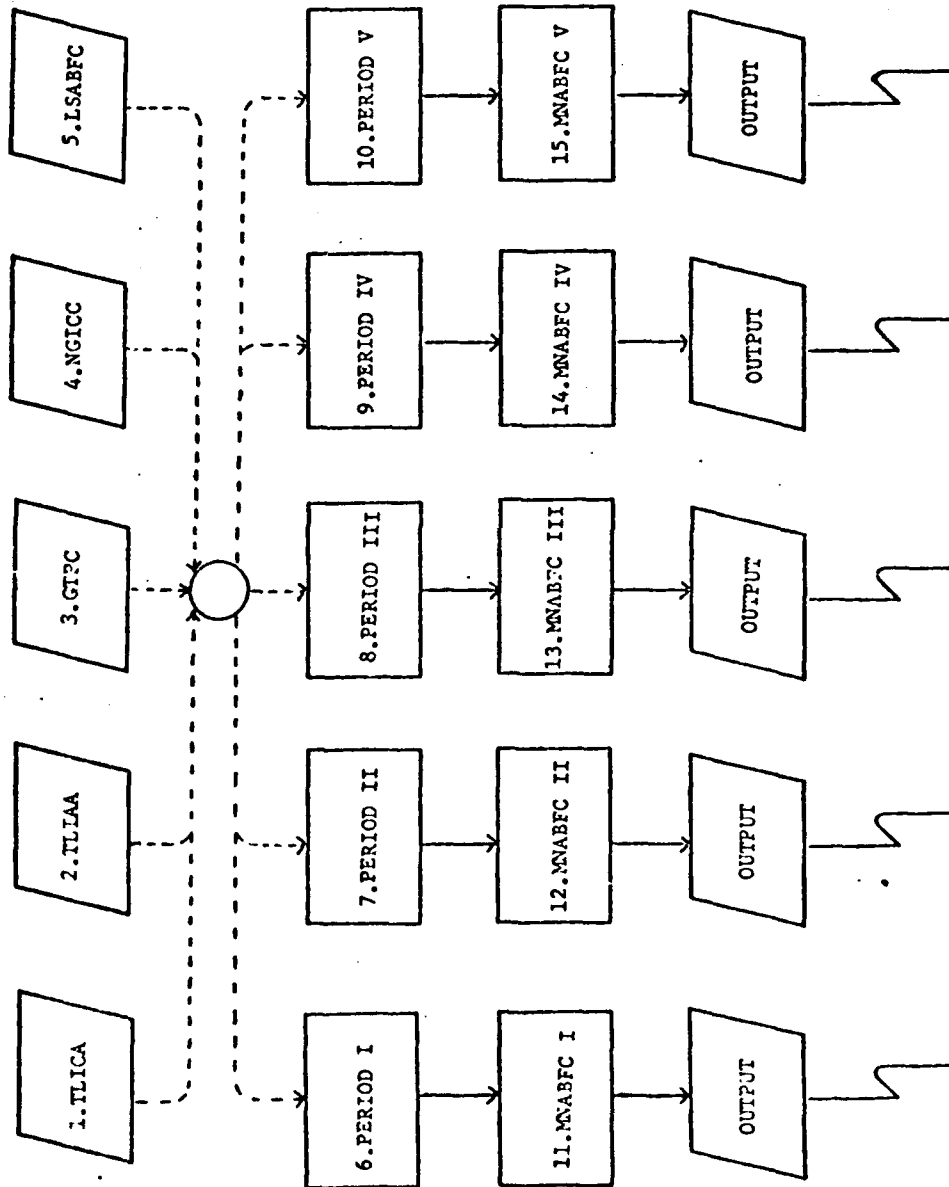 1.TLICA
2.TLIAA
3.GTPC
4.NGICC
5.LSABFC
6.PERIOD I
7.PERIOD II
8.PERIOD III
9.PERIOD IV
10.PERIOD V
11.MNABFC I
12.MNABFC II
13.MNABFC III
14.MNABFC IV
15.MNABFC V
OUTPUT
OUTPUT
OUTPUT
OUTPUT
OUTPUT